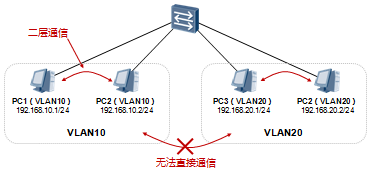 二层通信
PC1 ( VLAN10 )
192.168.10.1/24
PC2 ( VLAN10 )
192.168.10.2/24
PC3 ( VLAN20 )
192.168.20.1/24
PC2 ( VLAN20 )
192.168.20.2/24
VLAN10
VLAN20
无法直接通信